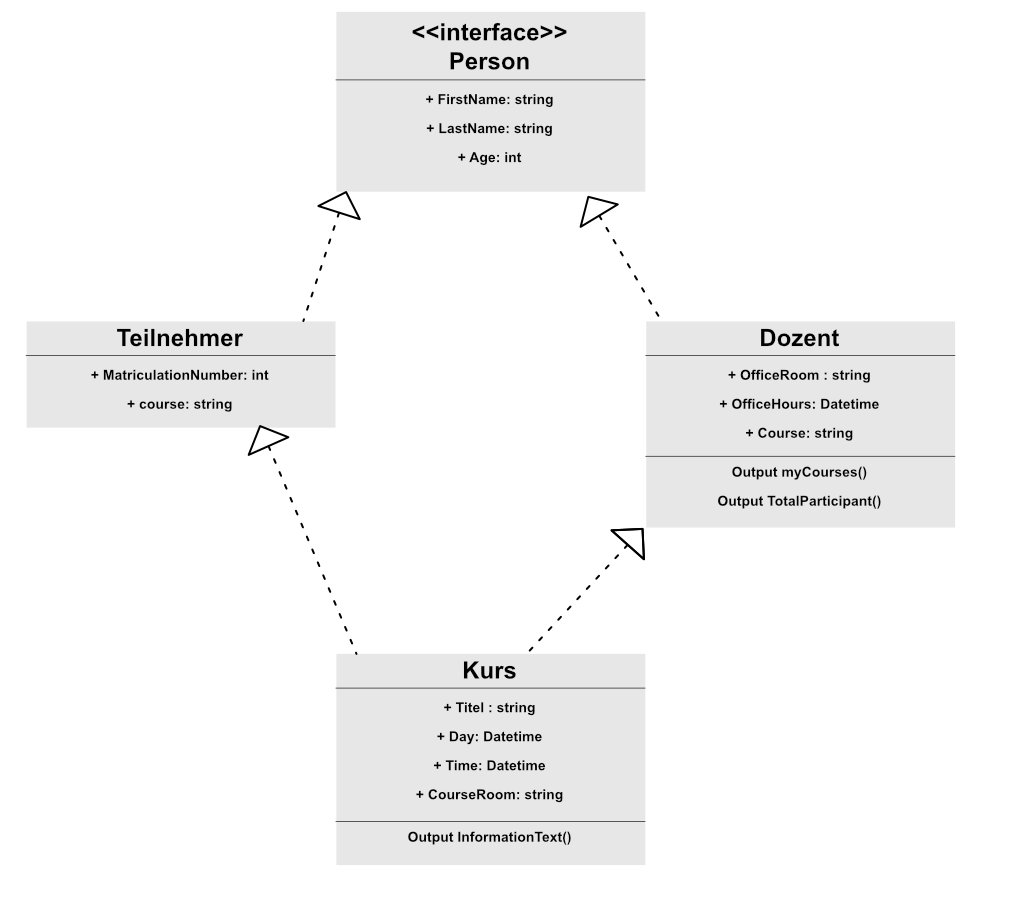 <<interface>>
Person
+ FirstName: string
+ LastName: string
+ Age: int
Teilnehmer
+ MatriculationNumber: int
+ course: string
Dozent
+ OfficeRoom : string
+ OfficeHours: Datetime
+ Course: string
Output myCourses()
Output TotalParticipant()
Kurs
+ Titel : string
+ Day: Datetime
+ Time: Datetime
+ CourseRoom: string
Output InformationText()